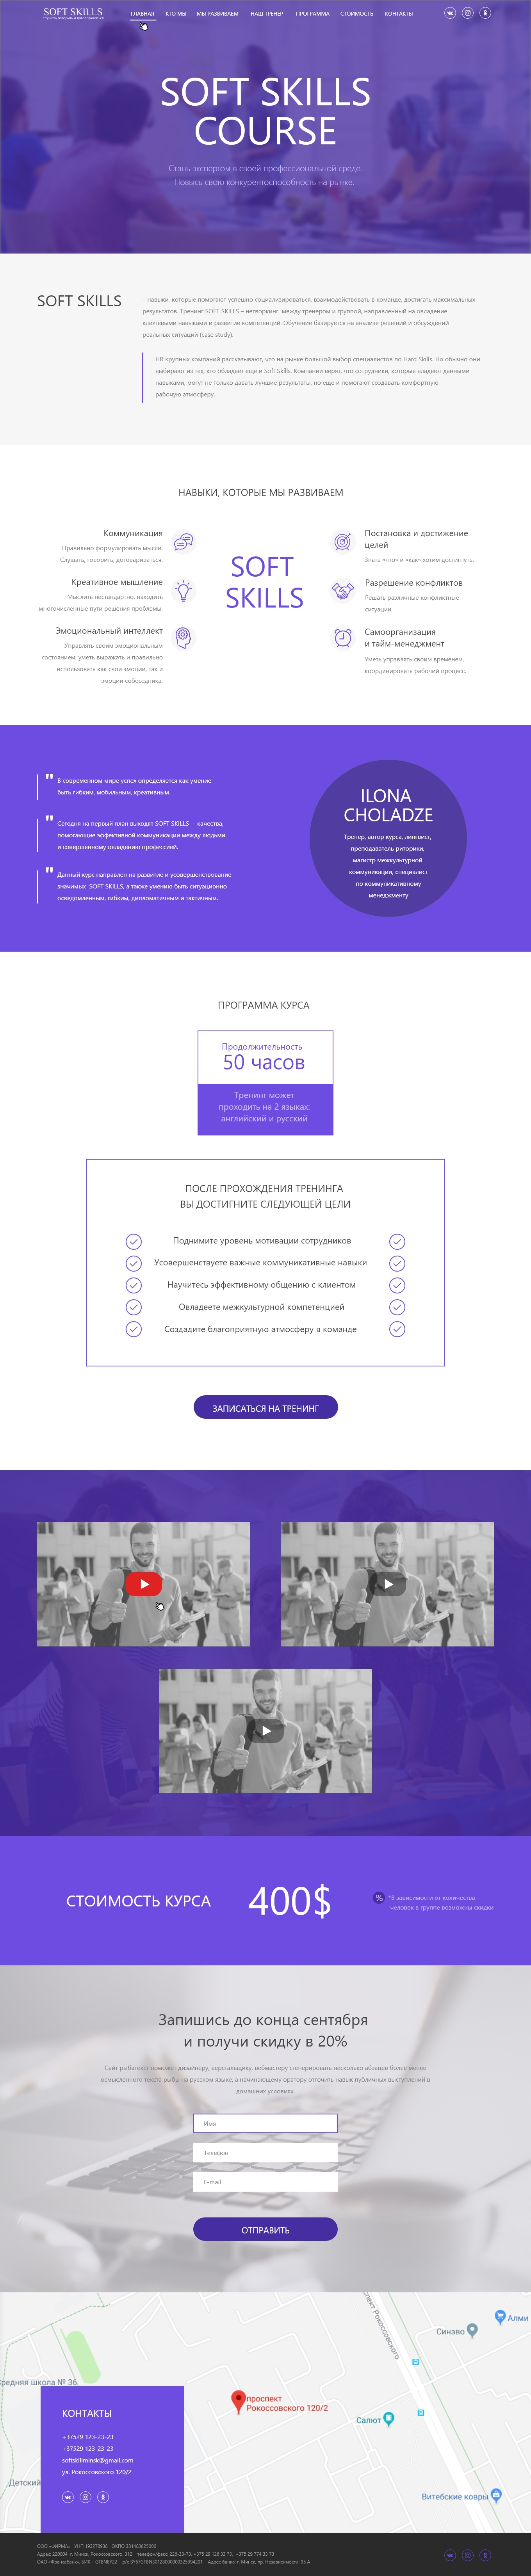 SOFT SKILLS
ГЛАВНАЯ КТО МЫ МЫ РАЗВИВАЕМ НАШ ТРЕНЕР ПРОГРАММА СТОИМОСТЬ КОНТАКТЫ
SOFT SKILLS
COURSE
Стань экспертом в своей профессиональной среде.
Повысь свою конкурентоспособность на рынке.
SOFT SKILLS
– навыки, которые помогают успешно социализироваться, взаимодействовать в команде, достигать максимальных
результатов. Тренинг SOFT SKILLS – нетворкинг между тренером и группой, направленный на овладение
ключевыми навыками и развитие компетенций. Обучение базируется на анализе решений и обсуждений
реальных ситуаций (case study).
HR крупных компаний рассказывают, что на рынке большой выбор специалистов по Hard Skills. Но обычно они
выбирают из тех, кто обладает еще и Soft Skills. Компании верят, что сотрудники, которые владеют данными
навыками, могут не только давать лучшие результаты, но еще и помогают создавать комфортную
рабочую атмосферу.
НАВЫКИ, КОТОРЫЕ МЫ РАЗВИВАЕМ
Коммуникация
Правильно формулировать мысли.
Слушать, говорить, договариваться.
Креативное мышление
Мыслить нестандартно, находить
многочисленные пути решения проблемы.
Эмоциональный интеллект
Управлять своим эмоциональным
состоянием, уметь выражать и правильно
использовать как свои эмоции, так и
эмоции собеседника.
SOFT
SKILLS
Постановка и достижение
целей
Знать «что» и «как» хотим достигнуть.
Разрешение конфликтов
Решать различные конфликтные
ситуации.
Самоорганизация
и тайм-менеджмент
Уметь управлять своим временем,
координировать рабочий процесс.
" В современном мире успех определяется как умение
быть гибким, мобильным, креативным.
" Сегодня на первый план выходят SOFT SKILLS – качества,
помогающие эффективной коммуникации между людьми
и совершенному овладению профессией.
" Данный курс направлен на развитие и усовершенствование
значимых SOFT SKILLS, а также умению быть ситуационно
осведомленным, гибким, дипломатичным и тактичным.
ILONA
CHOLADZE
Тренер, автор курса, лингвист,
преподаватель риторики,
магистр межкультурной
коммуникации, специалист
по коммуникативному
менеджменту
ПРОГРАММА КУРСА
Продолжительность
50 часов
Тренинг может
проходить на 2 языках:
английский и русский
ПОСЛЕ ПРОХОЖДЕНИЯ ТРЕНИНГА
ВЫ ДОСТИГНИТЕ СЛЕДУЮЩЕЙ ЦЕЛИ
Поднимите уровень мотивации сотрудников
Усовершенствуете важные коммуникативные навыки
Научитесь эффективному общению с клиентом
Овладеете межкультурной компетенцией
Создадите благоприятную атмосферу в команде
ЗАПИСАТЬСЯ НА ТРЕНИНГ
СТОИМОСТЬ КУРСА
400$
% *В зависимости от количества
человек в группе возможны скидки
Запишись до конца сентября
и получи скидку в 20%
Сайт рыбатекст поможет дизайнеру, верстальщику, вебмастеру сгенерировать несколько абзацев более менее
осмысленного текста рыбы на русском языке, а начинающему оратору отточить навык публичных выступлений в
домашних условиях.
Имя
Телефон
E-mail
ОТПРАВИТЬ
спект Рокоссовского
Алми
Синэво
редняя школа № 36
проспект
Рокоссовского 120/2
Салют
Детский
Витебские ковры
КОНТАКТЫ
+37529 123-23-23
+37529 123-23-23
softskillminsk@gmail.com
ул. Рокоссовского 120/2